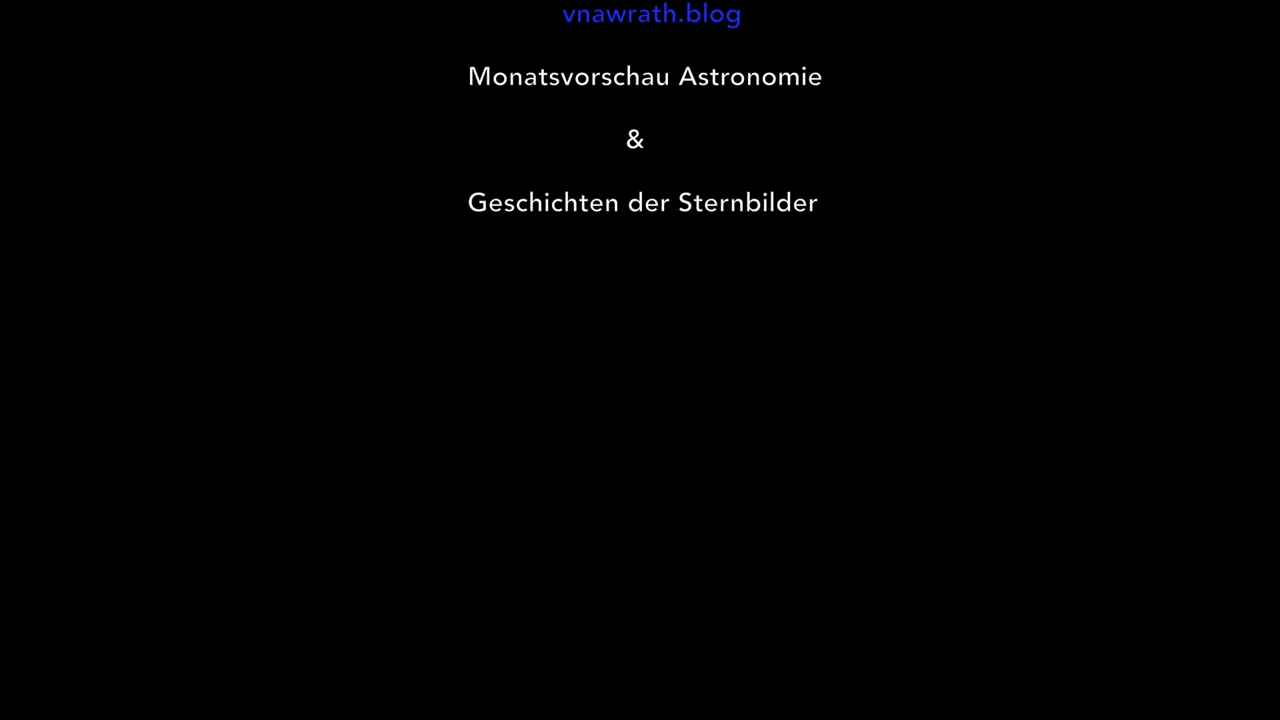 vnawrath.blog
Monatsvorschau Astronomie
&
Geschichten der Sternbilder